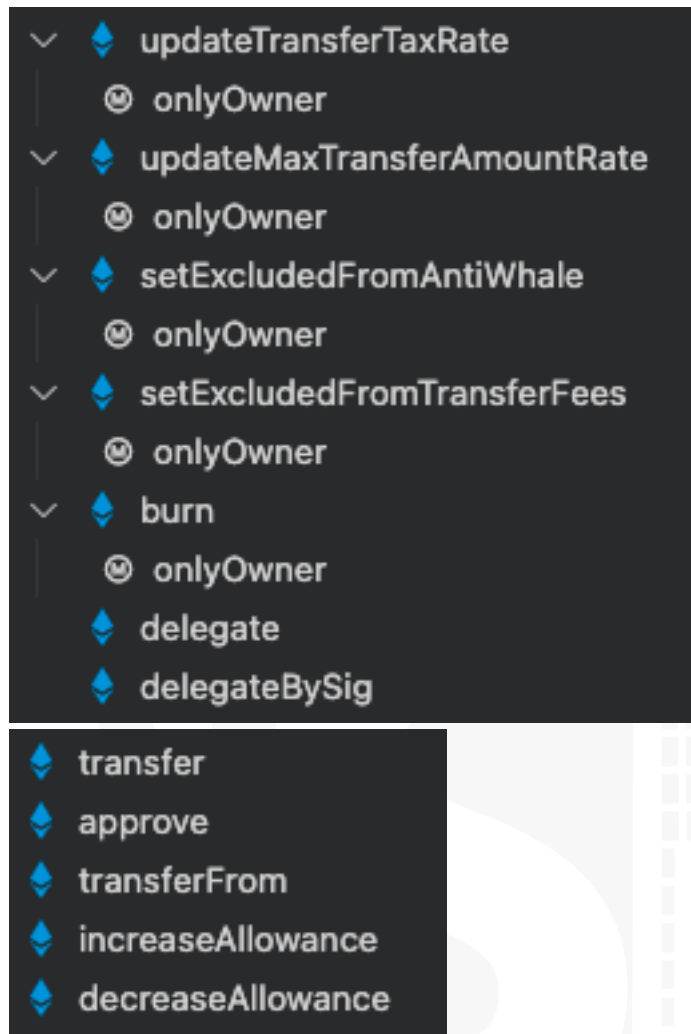 updateTransferTaxRate
onlyOwner
updateMaxTransferAmountRate
onlyOwner
setExcludedFromAntiWhale
onlyOwner
setExcludedFromTransferFees
onlyOwner
burn
onlyOwner
delegate
delegateBySig
transfer
approve
transferFrom
increaseAllowance
decreaseAllowance